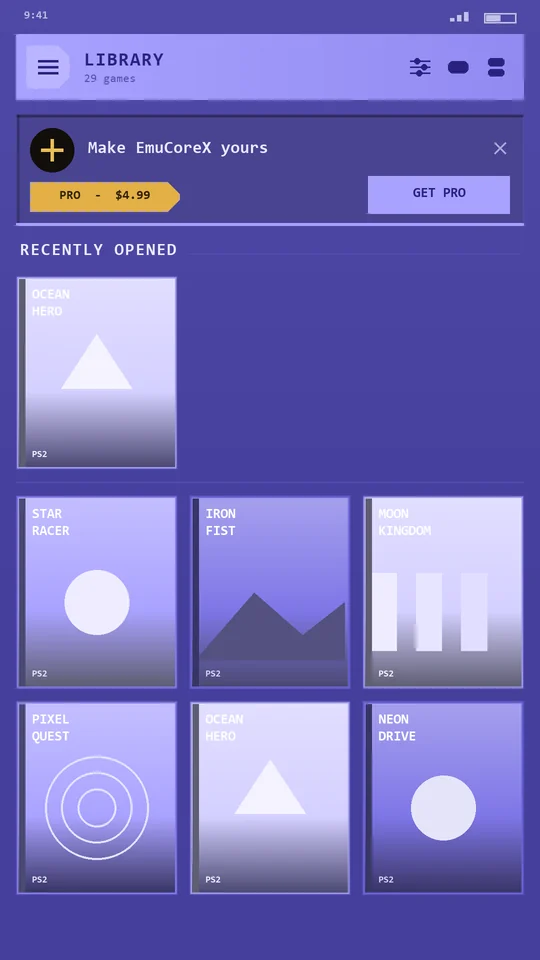 9:41
LIBRARY
29 games
Make EmuCoreX yours
PRO - $4.99
GET PRO
RECENTLY OPENED
OCEAN
HERO
PS2
STAR
RACER
PS2
IRON
FIST
PS2
MOON
KINGDOM
PS2
PIXEL
QUEST
PS2
OCEAN
HERO
PS2
NEON
DRIVE
PS2